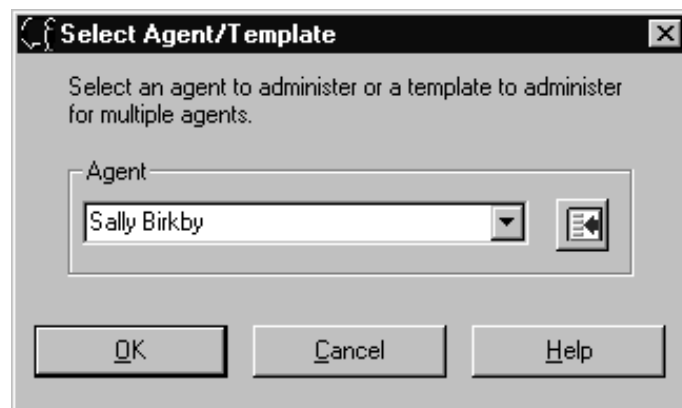 Select Agent/Template
Select an agent to administer or a template to administer
for multiple agents.
Agent
Sally Birkby
OK
Cancel
Help